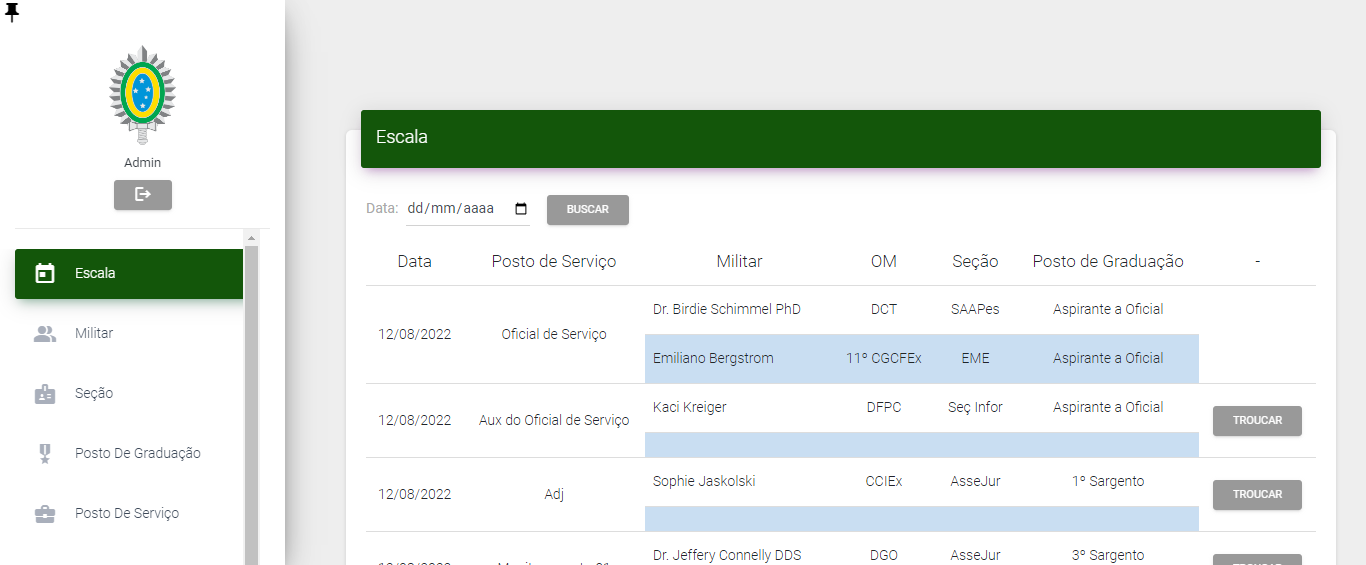 Admin
Escala
Militar
Seção
Posto De Graduação
Posto De Serviço
Escala
Data: dd/mm/aaaa BUSCAR
Data Posto de Serviço Militar OM Seção Posto de Graduação -
12/08/2022 Oficial de Serviço
Dr. Birdie Schimmel PhD DCT SAAPes Aspirante a Oficial
Emiliano Bergstrom 11º CGCFEx EME Aspirante a Oficial
12/08/2022 Aux do Oficial de Serviço
Kaci Kreiger DFPC Seç Infor Aspirante a Oficial
TROUCAR
12/08/2022 Adj
Sophie Jaskolski CCIEx AsseJur 1º Sargento
TROUCAR
Dr. Jeffery Connelly DDS DGO AsseJur 3º Sargento